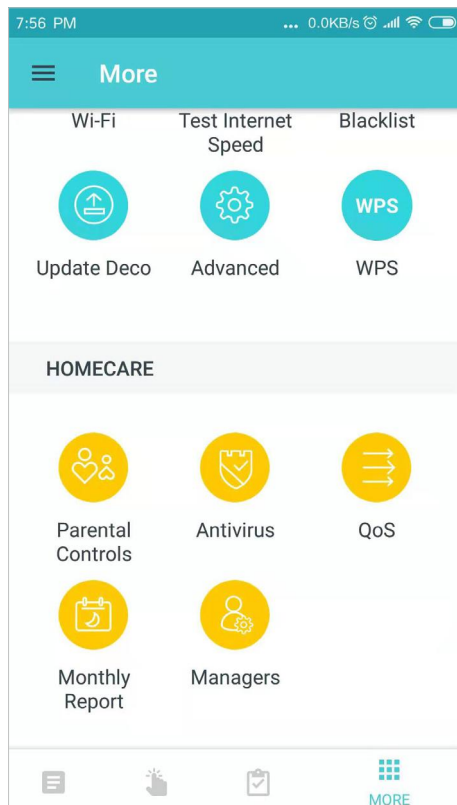 7:56 PM ... 0.0KB/s
More
Wi-Fi Test Internet Blacklist
Speed
WPS
Update Deco Advanced WPS
HOMECARE
Parental Antivirus QoS
Controls
Monthly Managers
Report
MORE